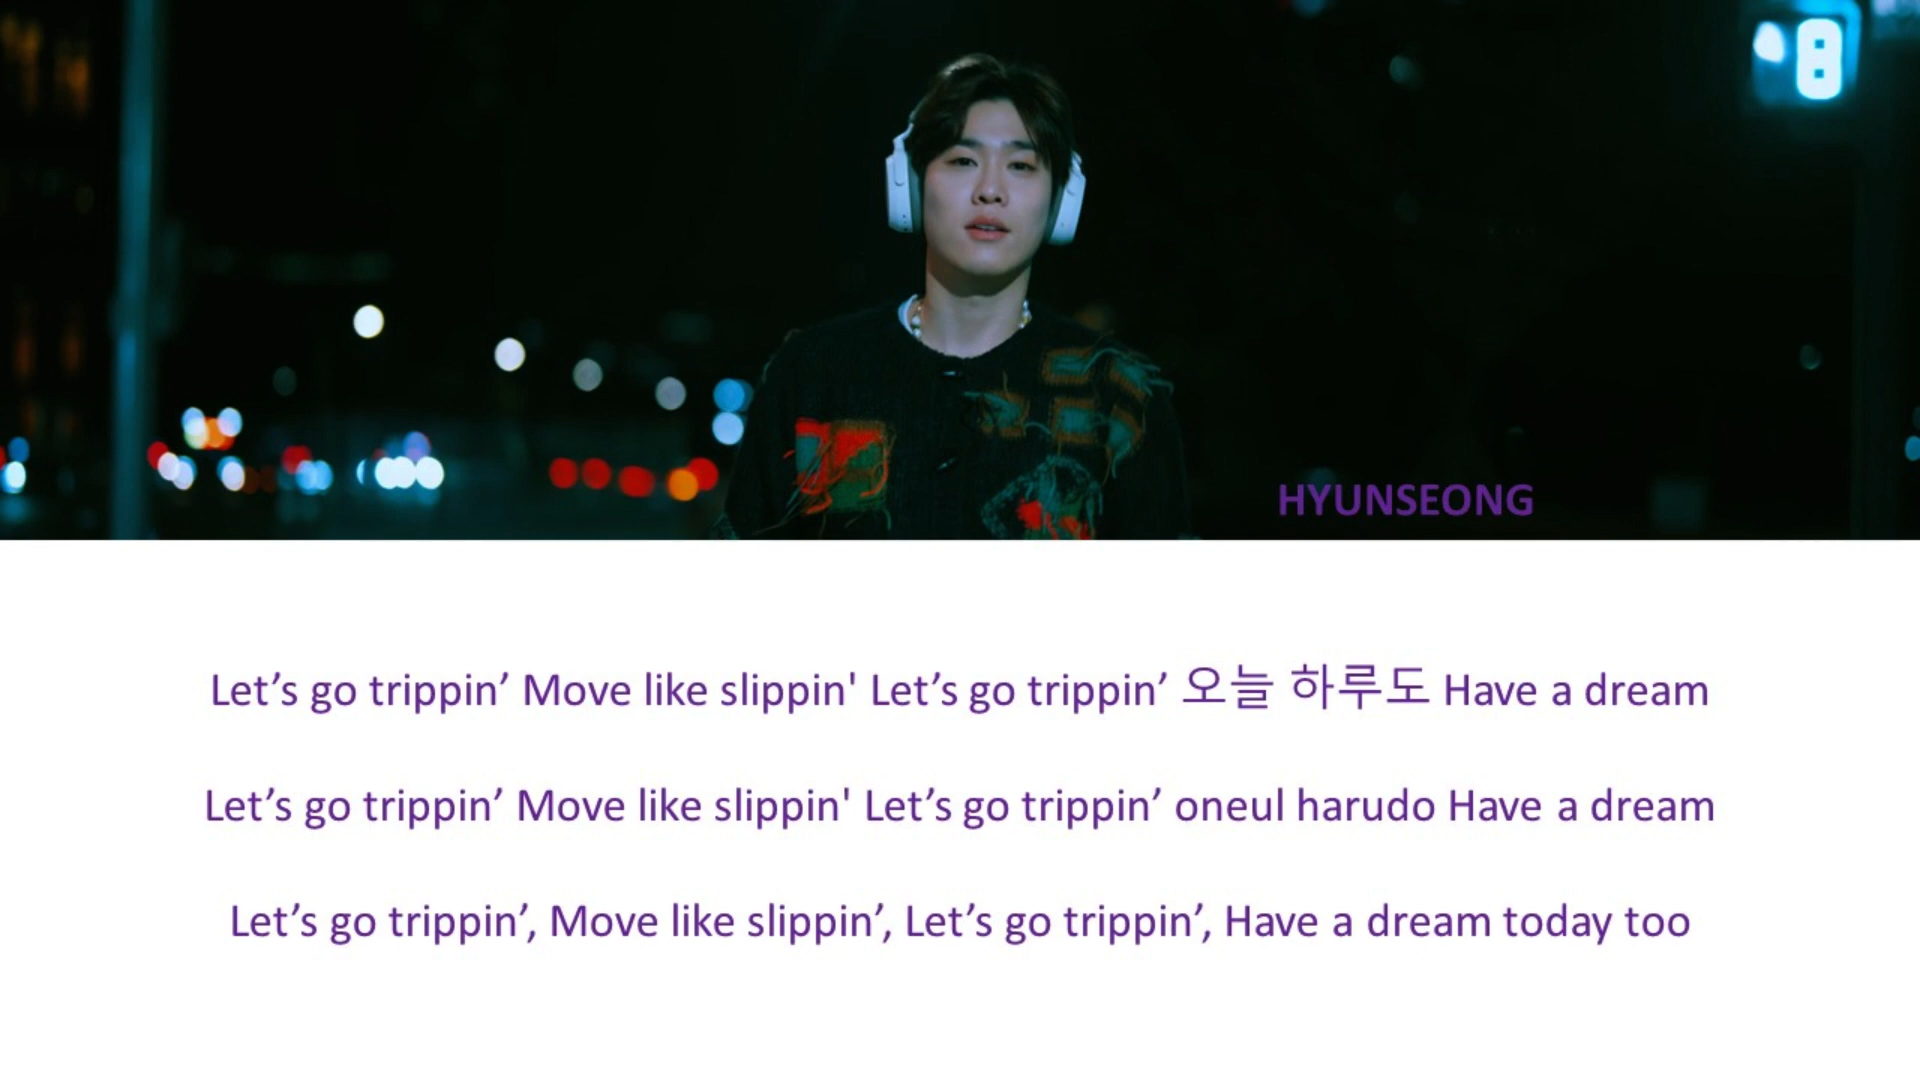 8
HYUNSEONG
Let’s go trippin’ Move like slippin' Let’s go trippin’ 오늘 하루도 Have a dream
Let’s go trippin’ Move like slippin' Let’s go trippin’ oneul harudo Have a dream
Let’s go trippin’, Move like slippin’, Let’s go trippin’, Have a dream today too